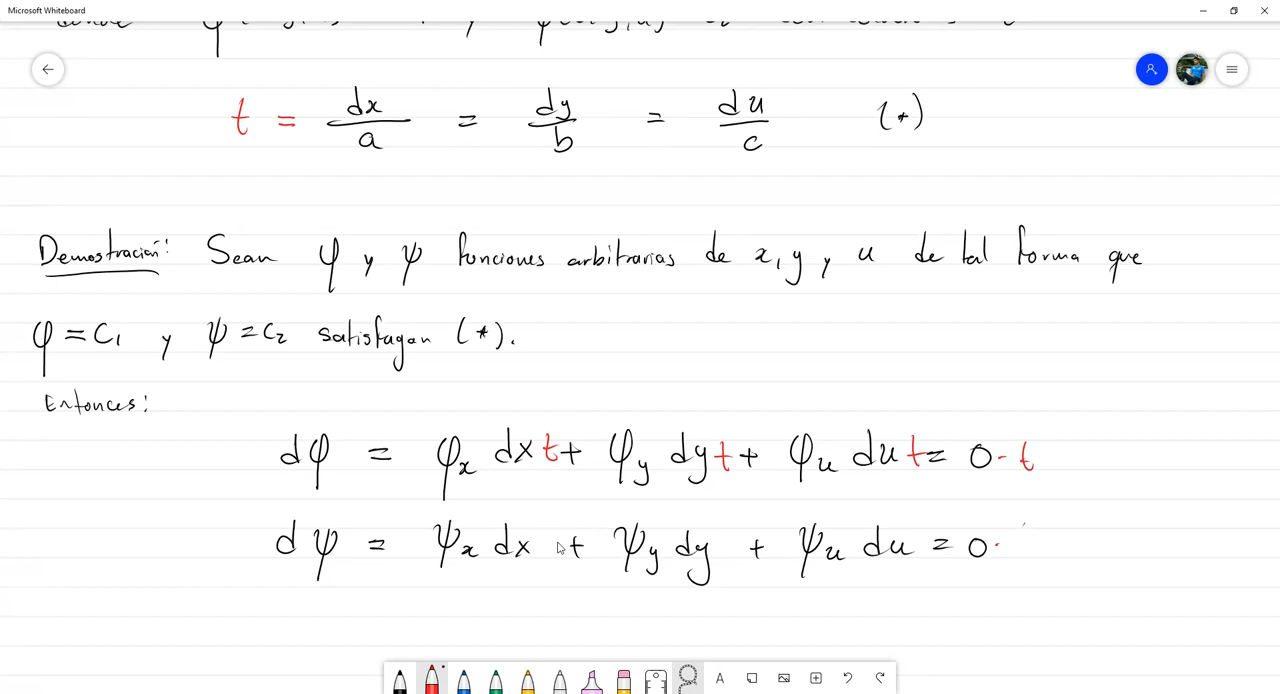 Microsoft Whiteboard
t = dx/a = dy/b = du/c (*)
Demostración: Sean φ y ψ funciones arbitrarias de x, y y u de tal forma que
φ = C1 y ψ = C2 satisfagan (*).
Entonces:
dφ = φx dx t + φy dy t + φu du t = 0 · t
dψ = ψx dx + ψy dy + ψu du = 0 ·